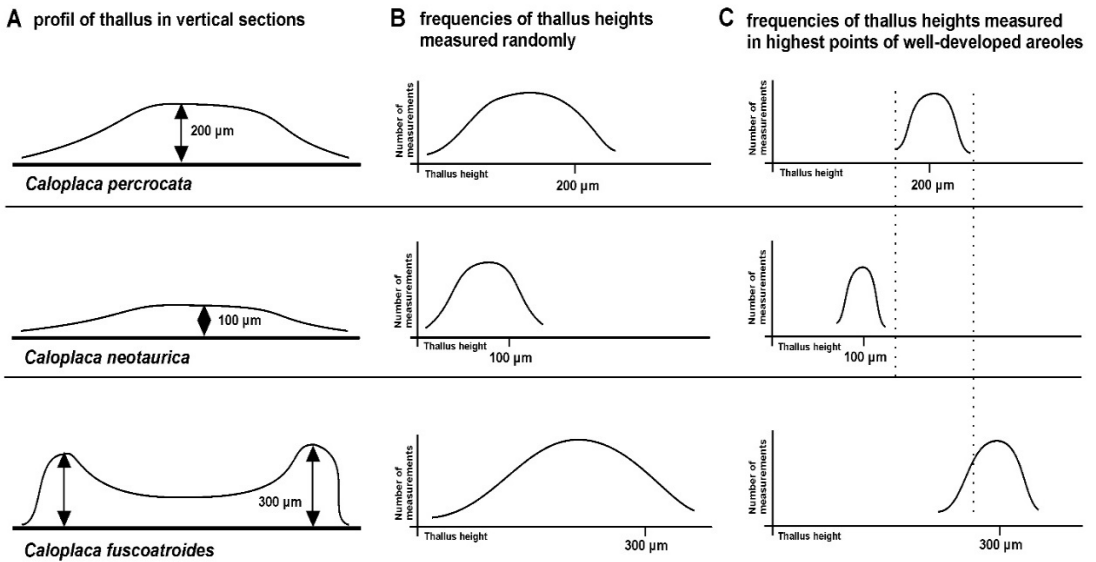 A profil of thallus in vertical sections
B frequencies of thallus heights
measured randomly
C frequencies of thallus heights measured
in highest points of well-developed areoles
200 µm
Caloplaca percrocata
Number of
measurements
Thallus height
200 µm
Number of
measurements
Thallus height
200 µm
100 µm
Caloplaca neotaurica
Number of
measurements
Thallus height
100 µm
Number of
measurements
Thallus height
100 µm
300 µm
Caloplaca fuscoatroides
Number of
measurements
Thallus height
300 µm
Number of
measurements
Thallus height
300 µm